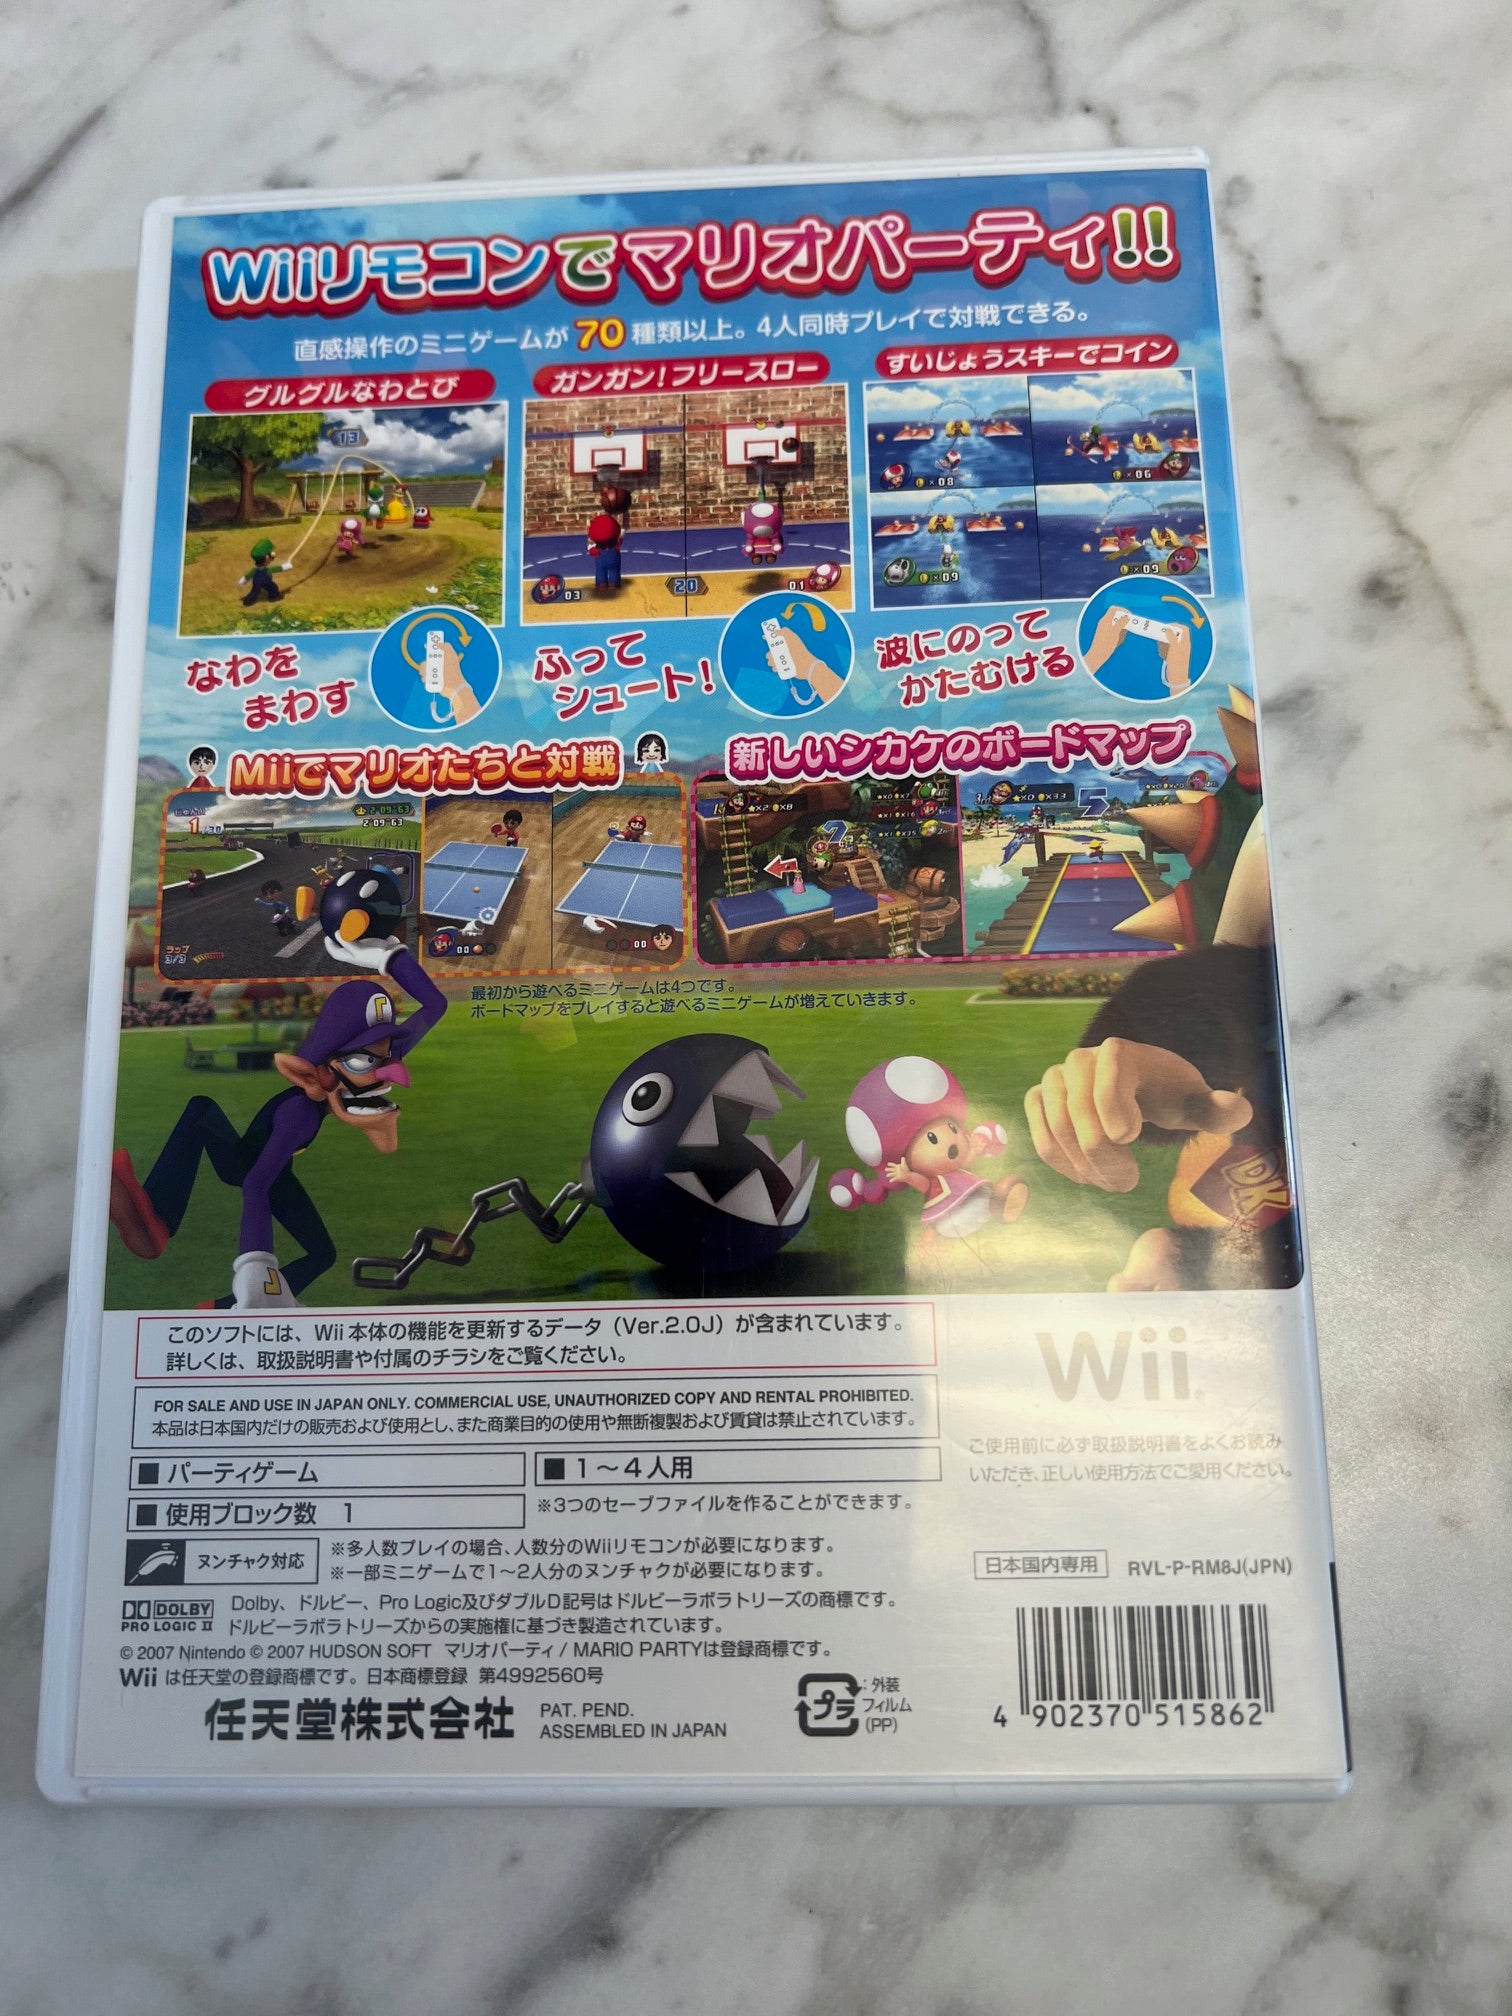 Wiiリモコンでマリオパーティ!!
直感操作のミニゲームが70種類以上。4人同時プレイで対戦できる。
グルグルなわとび
ガンガン!フリースロー
すいじょうスキーでコイン
13
03
20
01
×08
×06
×09
×09
なわを
まわす
ふって
シュート!
波にのって
かたむける
Miiでマリオたちと対戦
新しいシカケのボードマップ
ラップ
3/3
00
00
5
最初から遊べるミニゲームは4つです。
ボードマップをプレイすると遊べるミニゲームが増えていきます。
DK
このソフトには、Wii本体の機能を更新するデータ(Ver.2.0J)が含まれています。
詳しくは、取扱説明書や付属のチラシをご覧ください。
FOR SALE AND USE IN JAPAN ONLY. COMMERCIAL USE, UNAUTHORIZED COPY AND RENTAL PROHIBITED.
本品は日本国内だけの販売および使用とし、また商業目的の使用や無断複製および賃貸は禁止されています。
■ パーティゲーム
■ 1〜4人用
■ 使用ブロック数 1
※3つのセーブファイルを作ることができます。
ヌンチャク対応
※多人数プレイの場合、人数分のWiiリモコンが必要になります。
※一部ミニゲームで1〜2人分のヌンチャクが必要になります。
DOLBY
PRO LOGIC II
Dolby、ドルビー、Pro Logic及びダブルD記号はドルビーラボラトリーズの商標です。
ドルビーラボラトリーズからの実施権に基づき製造されています。
© 2007 Nintendo © 2007 HUDSON SOFT マリオパーティ / MARIO PARTYは登録商標です。
Wii は任天堂の登録商標です。日本商標登録 第4992560号
任天堂株式会社
PAT. PEND.
ASSEMBLED IN JAPAN
プラ
:外装
フィルム
(PP)
Wii
ご使用前に必ず取扱説明書をよくお読み
いただき、正しい使用方法でご愛用ください。
日本国内専用
RVL-P-RM8J(JPN)
4 902370 515862